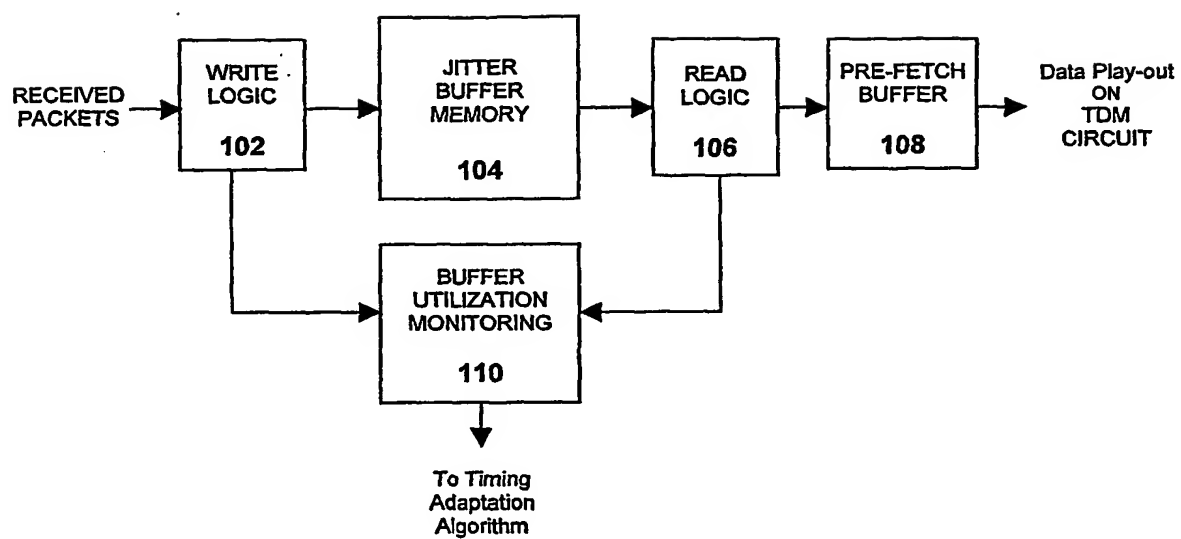 RECEIVED
PACKETS
WRITE
LOGIC
102
JITTER
BUFFER
MEMORY
104
READ
LOGIC
106
PRE-FETCH
BUFFER
108
Data Play-out
ON
TDM
CIRCUIT
BUFFER
UTILIZATION
MONITORING
110
To Timing
Adaptation
Algorithm